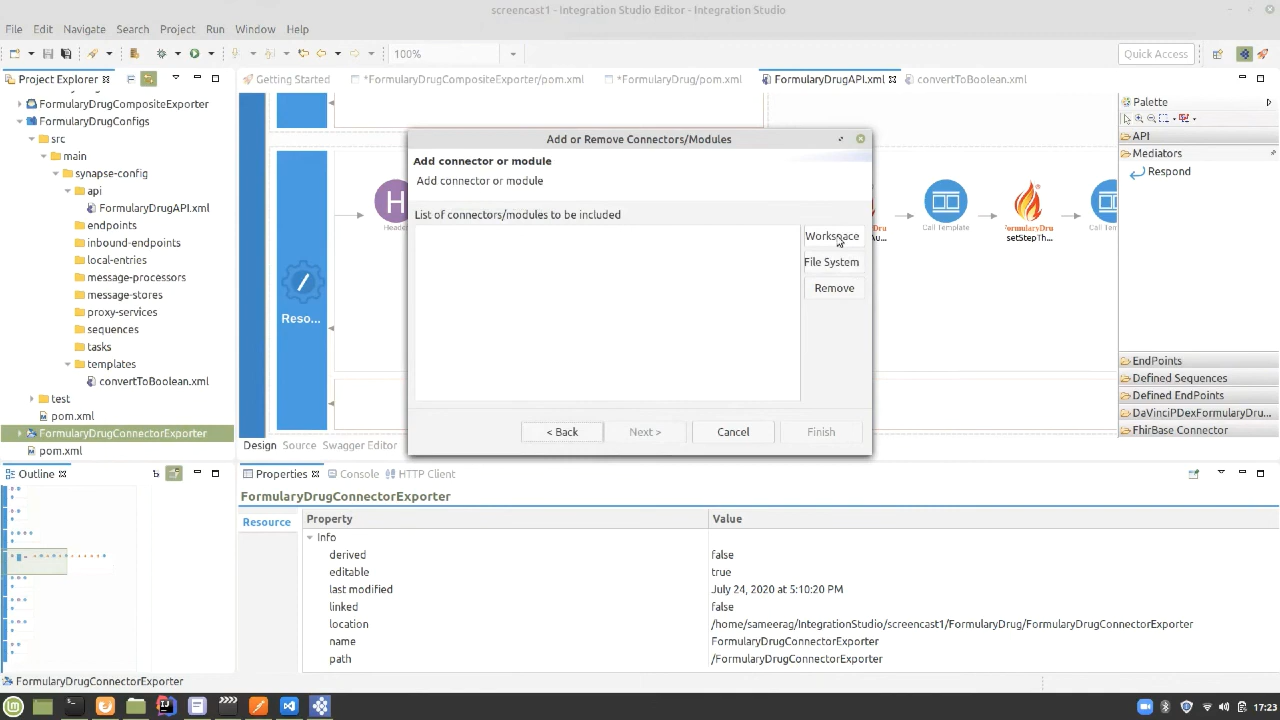 screencast1 - Integration Studio Editor - Integration Studio
File Edit Navigate Search Project Run Window Help
100%
Quick Access
Project Explorer
Getting Started
*FormularyDrugCompositeExporter/pom.xml
*FormularyDrug/pom.xml
FormularyDrugAPI.xml
convertToBoolean.xml
FormularyDrugCompositeExporter
FormularyDrugConfigs
src
main
synapse-config
api
FormularyDrugAPI.xml
endpoints
inbound-endpoints
local-entries
message-processors
message-stores
proxy-services
sequences
tasks
templates
convertToBoolean.xml
test
pom.xml
FormularyDrugConnectorExporter
pom.xml
Reso...
H
Header
Call Template
FormularyDru
setStepTh...
Call Tem
Design Source Swagger Editor
Add or Remove Connectors/Modules
Add connector or module
Add connector or module
List of connectors/modules to be included
Workspace
File System
Remove
< Back
Next >
Cancel
Finish
Palette
API
Mediators
Respond
EndPoints
Defined Sequences
Defined EndPoints
DaVinciPDexFormularyDru...
FhirBase Connector
Outline
Properties
Console
HTTP Client
FormularyDrugConnectorExporter
Resource
Property Value
Info
derived false
editable true
last modified July 24, 2020 at 5:10:20 PM
linked false
location /home/sameerag/IntegrationStudio/screencast1/FormularyDrug/FormularyDrugConnectorExporter
name FormularyDrugConnectorExporter
path /FormularyDrugConnectorExporter
FormularyDrugConnectorExporter
17:23